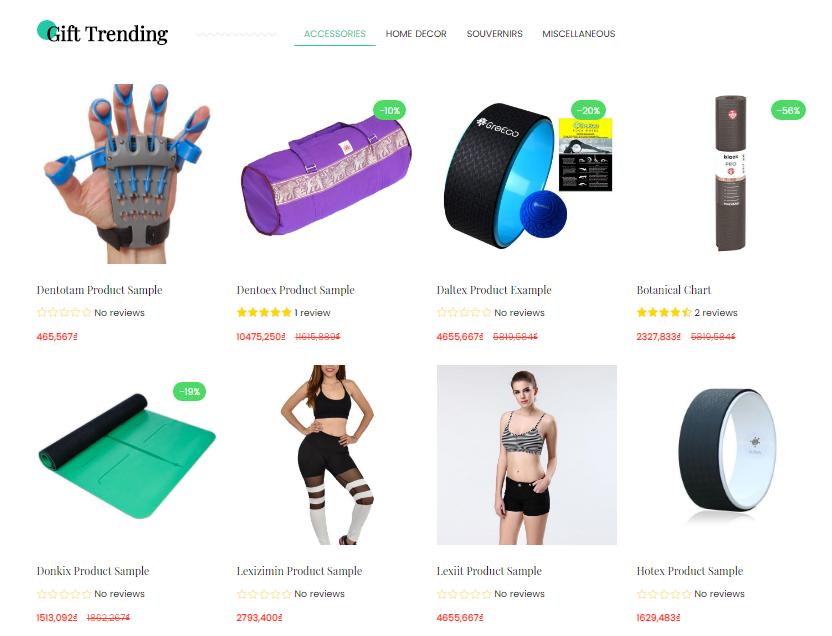 Gift Trending
ACCESSORIES HOME DECOR SOUVERNIRS MISCELLANEOUS
-10%
-20%
-56%
GroEco
black
PRO
Dentotam Product Sample
Dentoex Product Sample
Daltex Product Example
Botanical Chart
No reviews
1 review
No reviews
2 reviews
465,567₫
10475,250₫ 11615,889₫
4655,667₫ 5819,584₫
2327,833₫ 5819,584₫
-19%
Donkix Product Sample
Lexizimin Product Sample
Lexiit Product Sample
Hotex Product Sample
No reviews
No reviews
No reviews
No reviews
1513,092₫ 1862,267₫
2793,400₫
4655,667₫
1629,483₫